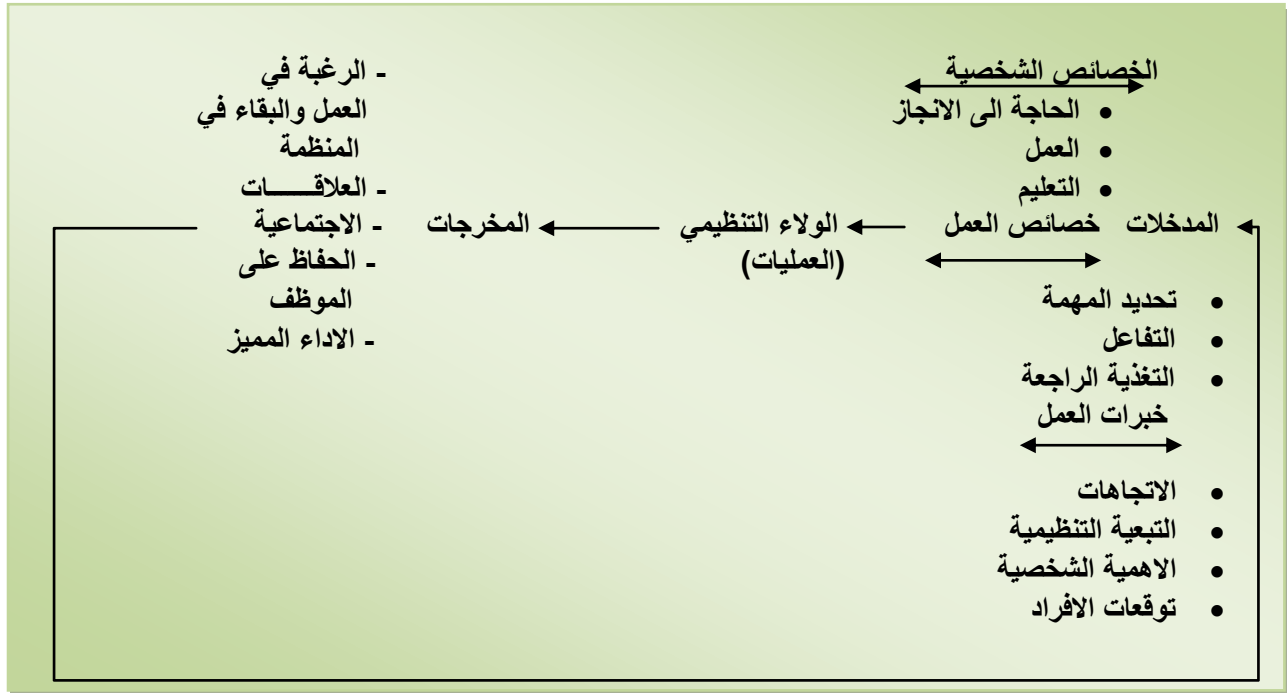 الخصائص الشخصية
• الحاجة الى الانجاز
• العمل
• التعليم
المدخلات
خصائص العمل
• تحديد المهمة
• التفاعل
• التغذية الراجعة
خبرات العمل
• الاتجاهات
• التبعية التنظيمية
• الاهمية الشخصية
• توقعات الافراد
الولاء التنظيمي
(العمليات)
المخرجات
- الرغبة في
العمل والبقاء في
المنظمة
- العلاقـــــات
- الاجتماعية
- الحفاظ على
الموظف
- الاداء المميز